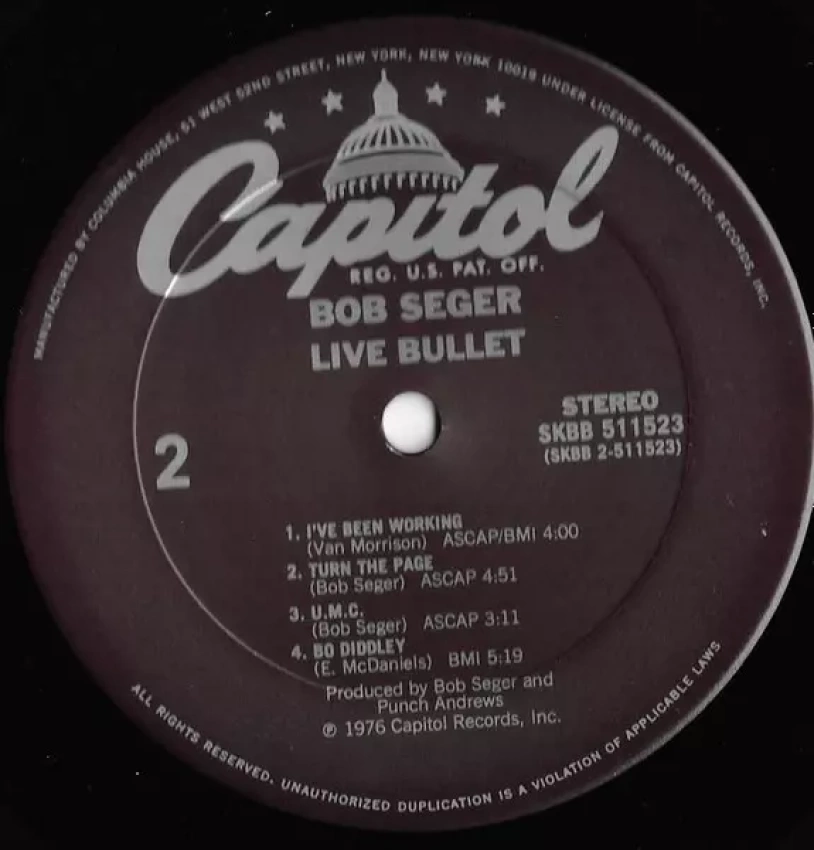 MANUFACTURED BY COLUMBIA HOUSE, 51 WEST 52ND STREET, NEW YORK, NEW YORK 10019 UNDER LICENSE FROM CAPITOL RECORDS, INC.
Capitol
REG. U.S. PAT. OFF.
BOB SEGER
LIVE BULLET
STEREO
SKBB 511523
(SKBB 2-511523)
2
1. I'VE BEEN WORKING
(Van Morrison) ASCAP/BMI 4:00
2. TURN THE PAGE
(Bob Seger) ASCAP 4:51
3. U.M.C.
(Bob Seger) ASCAP 3:11
4. BO DIDDLEY
(E. McDaniels) BMI 5:19
Produced by Bob Seger and
Punch Andrews
℗ 1976 Capitol Records, Inc.
ALL RIGHTS RESERVED. UNAUTHORIZED DUPLICATION IS A VIOLATION OF APPLICABLE LAWS